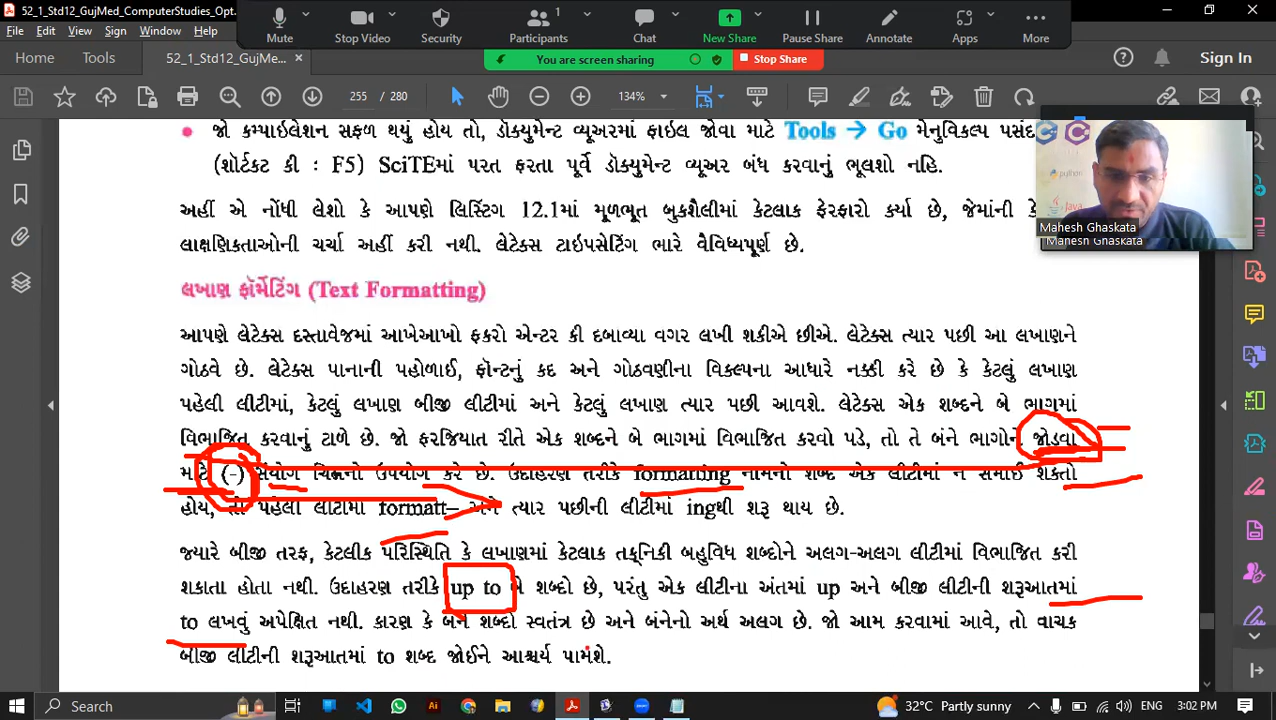 52_1_Std12_GujMed_ComputerStudies_Opt.
File Edit View Sign Window Help
Mute Stop Video Security Participants 1 Chat New Share Pause Share Annotate Apps More
Home Tools 52_1_Std12_GujMe... × You are screen sharing Stop Share Sign In
255 / 280 134%
જો કમ્પાઇલેશન સફળ થયું હોય તો, ડૉક્યુમેન્ટ વ્યૂઅરમાં ફાઈલ જોવા માટે Tools → Go મેનુવિકલ્પ પસંદ
(શૉર્ટકટ કી : F5) SciTEમાં પરત ફરતા પૂર્વે ડૉક્યુમેન્ટ વ્યૂઅર બંધ કરવાનું ભૂલશો નહિ.
અહીં એ નોંધી લેશો કે આપણે લિસ્ટિંગ 12.1માં મૂળભૂત બુકશૈલીમાં કેટલાક ફેરફારો કર્યા છે, જેમાંની કે
લાક્ષણિકતાઓની ચર્ચા અહીં કરી નથી. લેટેક્સ ટાઇપસેટિંગ ભારે વૈવિધ્યપૂર્ણ છે.
Mahesh Ghaskata
Mahesh Ghaskata
લખાણ ફૉર્મેટિંગ (Text Formatting)
આપણે લેટેક્સ દસ્તાવેજમાં આખેઆખો ફકરો એન્ટર કી દબાવ્યા વગર લખી શકીએ છીએ. લેટેક્સ ત્યાર પછી આ લખાણને
ગોઠવે છે. લેટેક્સ પાનાની પહોળાઈ, ફૉન્ટનું કદ અને ગોઠવણીના વિકલ્પના આધારે નક્કી કરે છે કે કેટલું લખાણ
પહેલી લીટીમાં, કેટલું લખાણ બીજી લીટીમાં અને કેટલું લખાણ ત્યાર પછી આવશે. લેટેક્સ એક શબ્દને બે ભાગમાં
વિભાજિત કરવાનું ટાળે છે. જો ફરજિયાત રીતે એક શબ્દને બે ભાગમાં વિભાજિત કરવો પડે, તો તે બંને ભાગોને જોડવા
માટે (-) સંયોગ ચિહ્નનો ઉપયોગ કરે છે. ઉદાહરણ તરીકે formatting નામનો શબ્દ એક લીટીમાં ન સમાઈ શકતો
હોય, તો પહેલી લીટીમાં formatt– અને ત્યાર પછીની લીટીમાં ingથી શરૂ થાય છે.
જ્યારે બીજી તરફ, કેટલીક પરિસ્થિતિ કે લખાણમાં કેટલાક તક્નિકી બહુવિધ શબ્દોને અલગ-અલગ લીટીમાં વિભાજિત કરી
શકાતા હોતા નથી. ઉદાહરણ તરીકે up to બે શબ્દો છે, પરંતુ એક લીટીના અંતમાં up અને બીજી લીટીની શરૂઆતમાં
to લખવું અપેક્ષિત નથી. કારણ કે બંને શબ્દો સ્વતંત્ર છે અને બંનેનો અર્થ અલગ છે. જો આમ કરવામાં આવે, તો વાચક
બીજી લીટીની શરૂઆતમાં to શબ્દ જોઈને આશ્ચર્ય પામશે.
Search 32°C Partly sunny ENG 3:02 PM